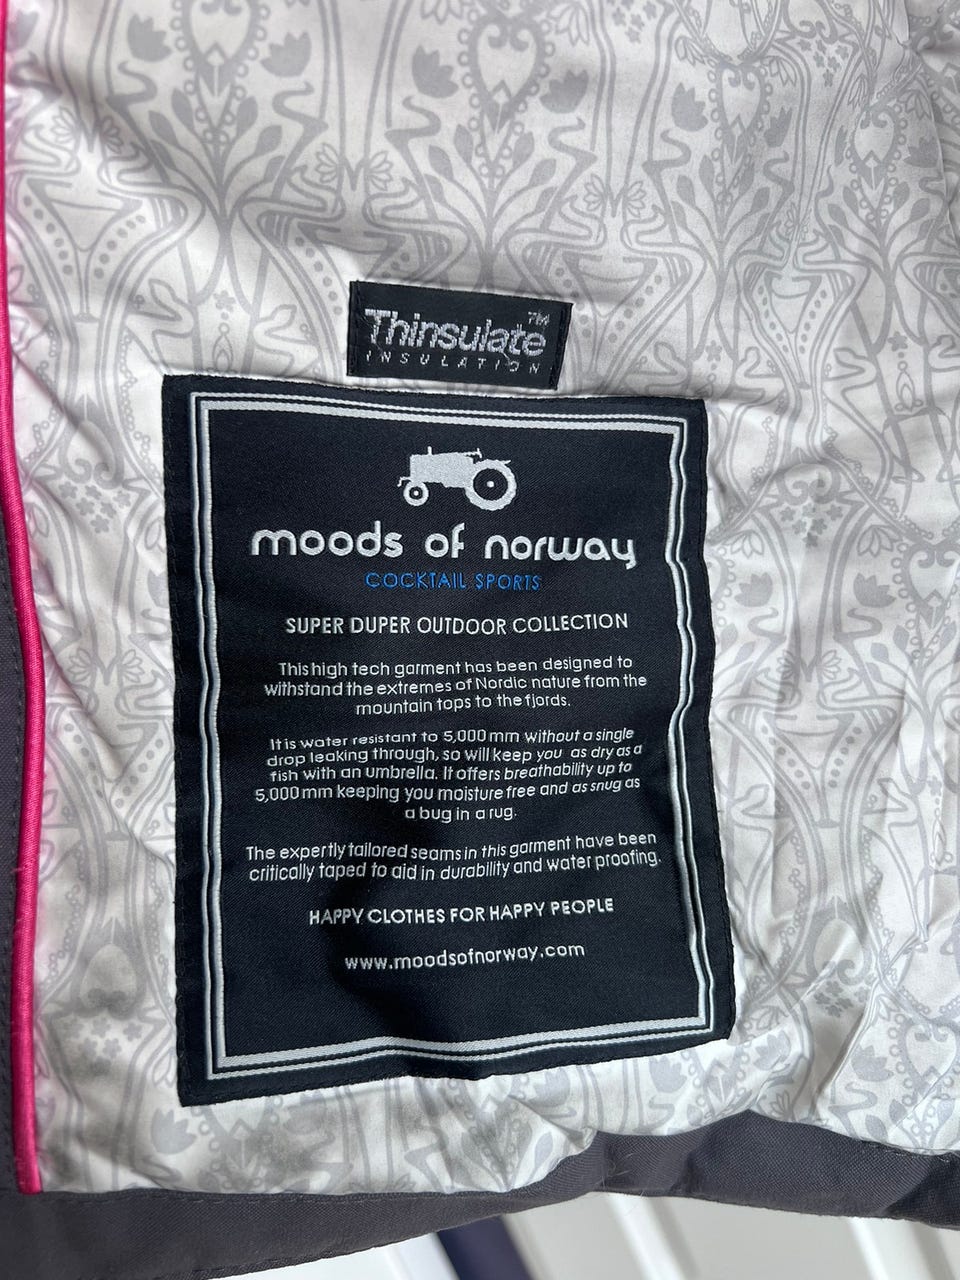 Thinsulate™
INSULATION
moods of norway
COCKTAIL SPORTS
SUPER DUPER OUTDOOR COLLECTION
This high tech garment has been designed to
withstand the extremes of Nordic nature from the
mountain tops to the fjords.
It is water resistant to 5,000mm without a single
drop leaking through, so will keep you as dry as a
fish with an umbrella. It offers breathability up to
5,000mm keeping you moisture free and as snug as
a bug in a rug.
The expertly tailored seams in this garment have been
critically taped to aid in durability and water proofing.
HAPPY CLOTHES FOR HAPPY PEOPLE
www.moodsofnorway.com